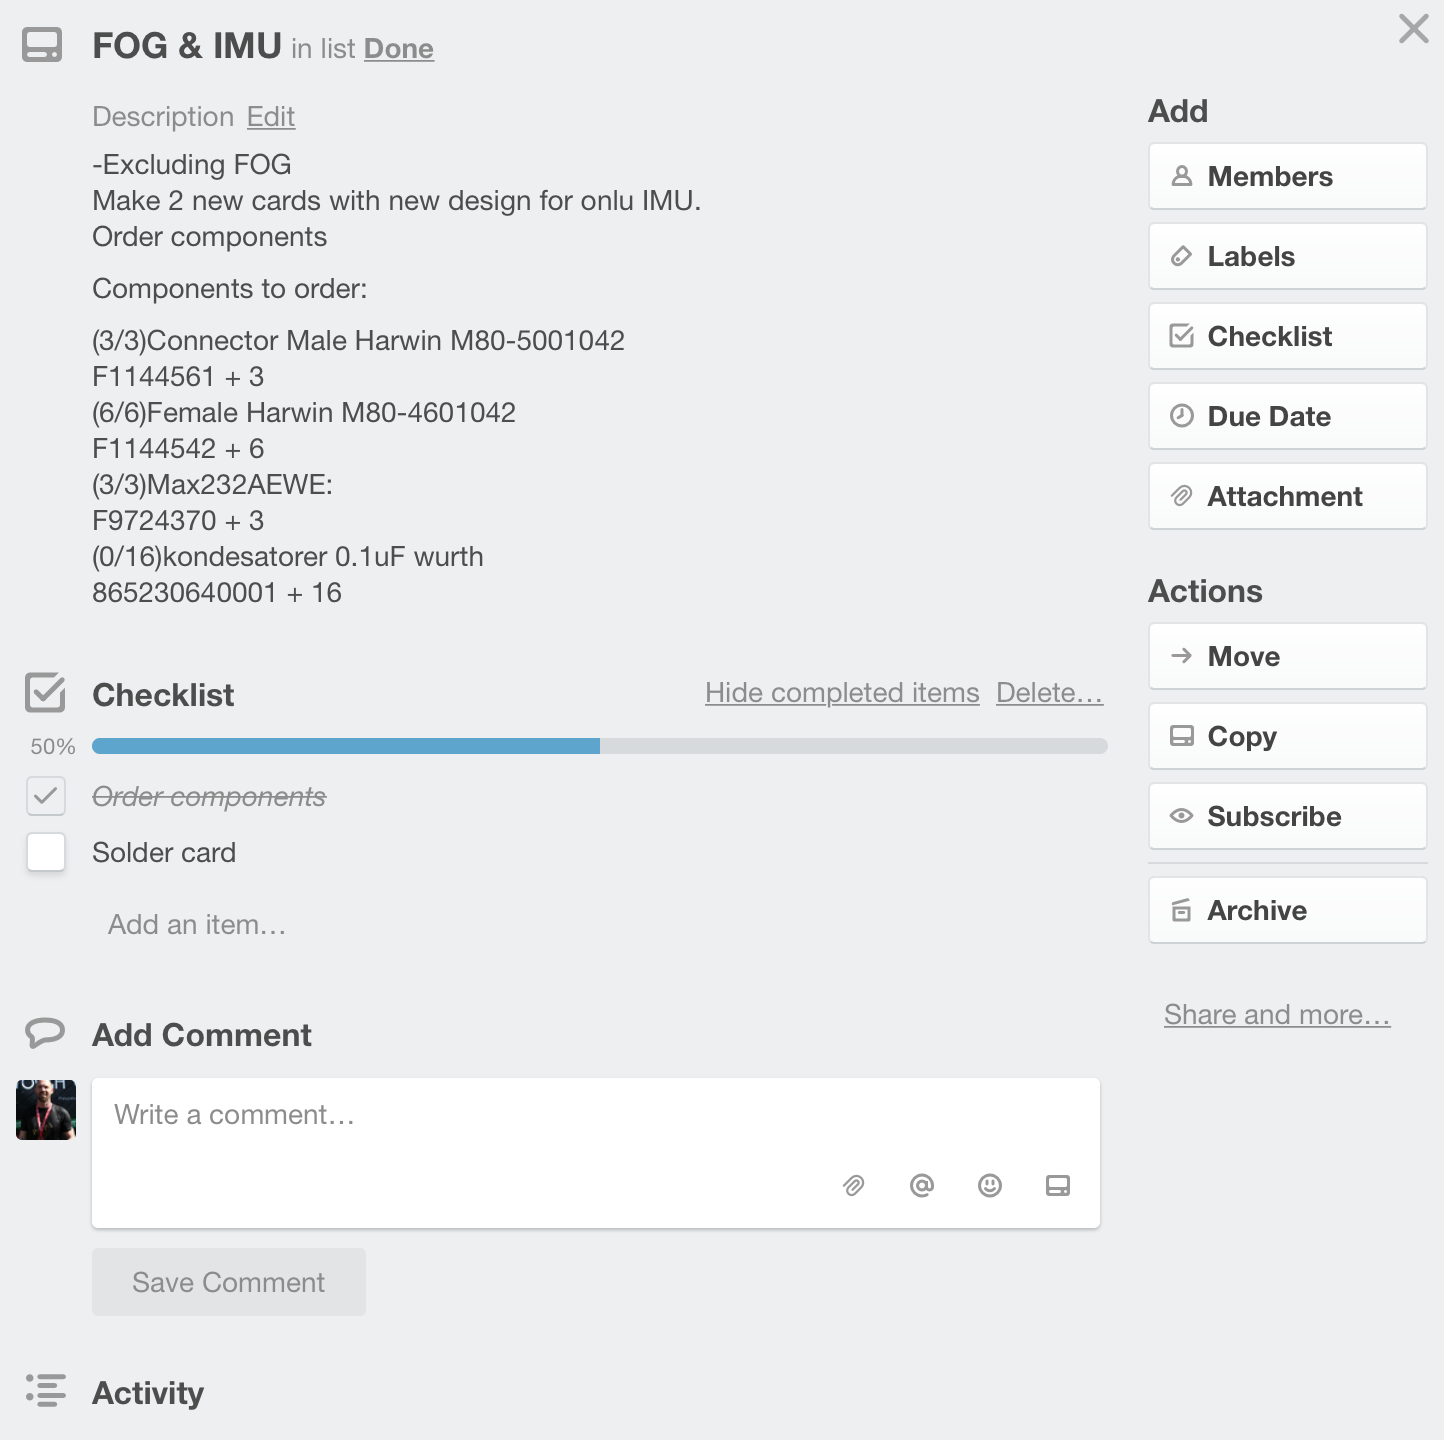 FOG & IMU in list Done
Description Edit
-Excluding FOG
Make 2 new cards with new design for onlu IMU.
Order components
Components to order:
(3/3)Connector Male Harwin M80-5001042
F1144561 + 3
(6/6)Female Harwin M80-4601042
F1144542 + 6
(3/3)Max232AEWE:
F9724370 + 3
(0/16)kondesatorer 0.1uF wurth
865230640001 + 16
Checklist
Hide completed items Delete...
50%
Order components
Solder card
Add an item...
Add Comment
Write a comment...
Save Comment
Activity
Add
Members
Labels
Checklist
Due Date
Attachment
Actions
Move
Copy
Subscribe
Archive
Share and more...